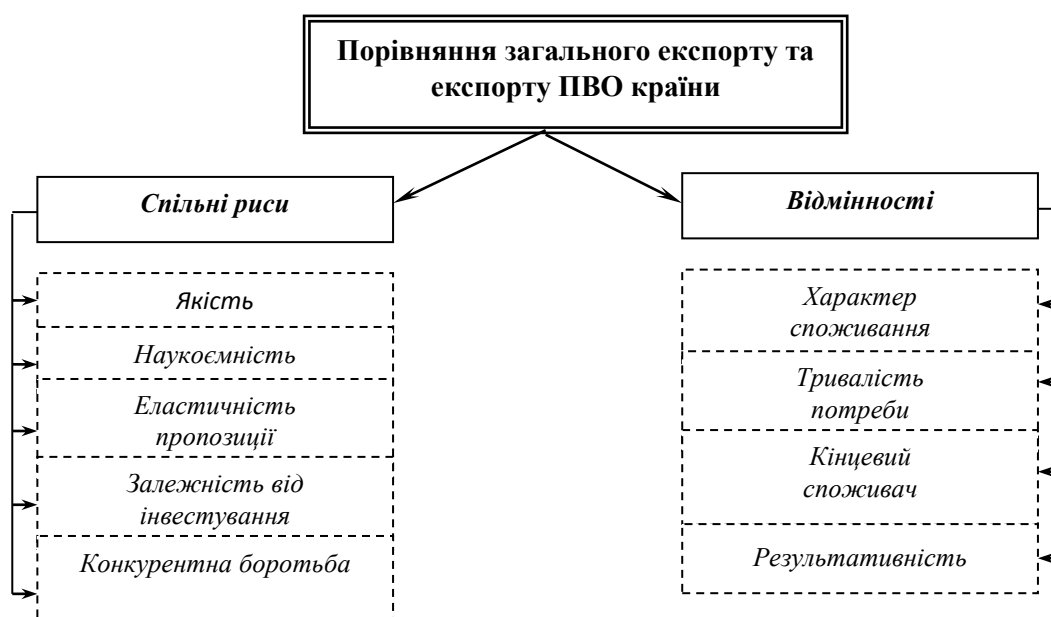 Порівняння загального експорту та
експорту ПВО країни
Спільні риси
Якість
Наукоємність
Еластичність
пропозиції
Залежність від
інвестування
Конкурентна боротьба
Відмінності
Характер
споживання
Тривалість
потреби
Кінцевий
споживач
Результативність